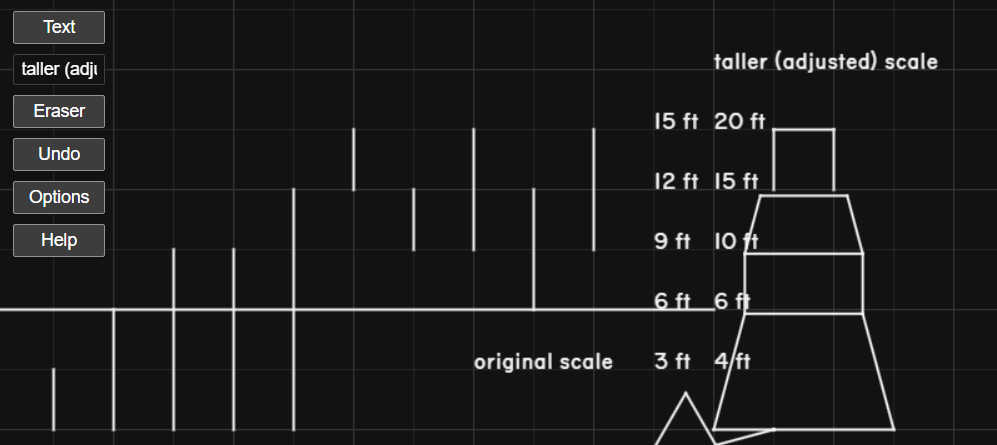 Text
taller (adju
Eraser
Undo
Options
Help
taller (adjusted) scale
15 ft 20 ft
12 ft 15 ft
9 ft 10 ft
6 ft 6 ft
original scale 3 ft 4 ft